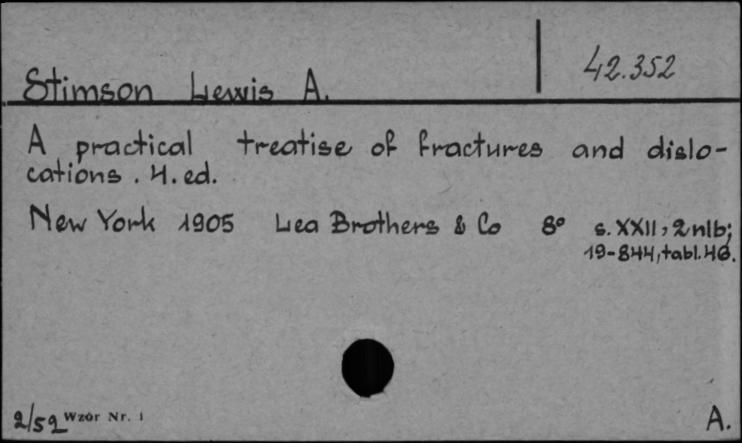 Stimson Lewis A.
42.352
A practical treatise of fractures and dislo-
cations. 4. ed.
New York 1905 Lea Brothers & Co 8° s. XXII, 2 nlb;
19-844, tabl. 46.
2/52 Wzór Nr. 1
A.